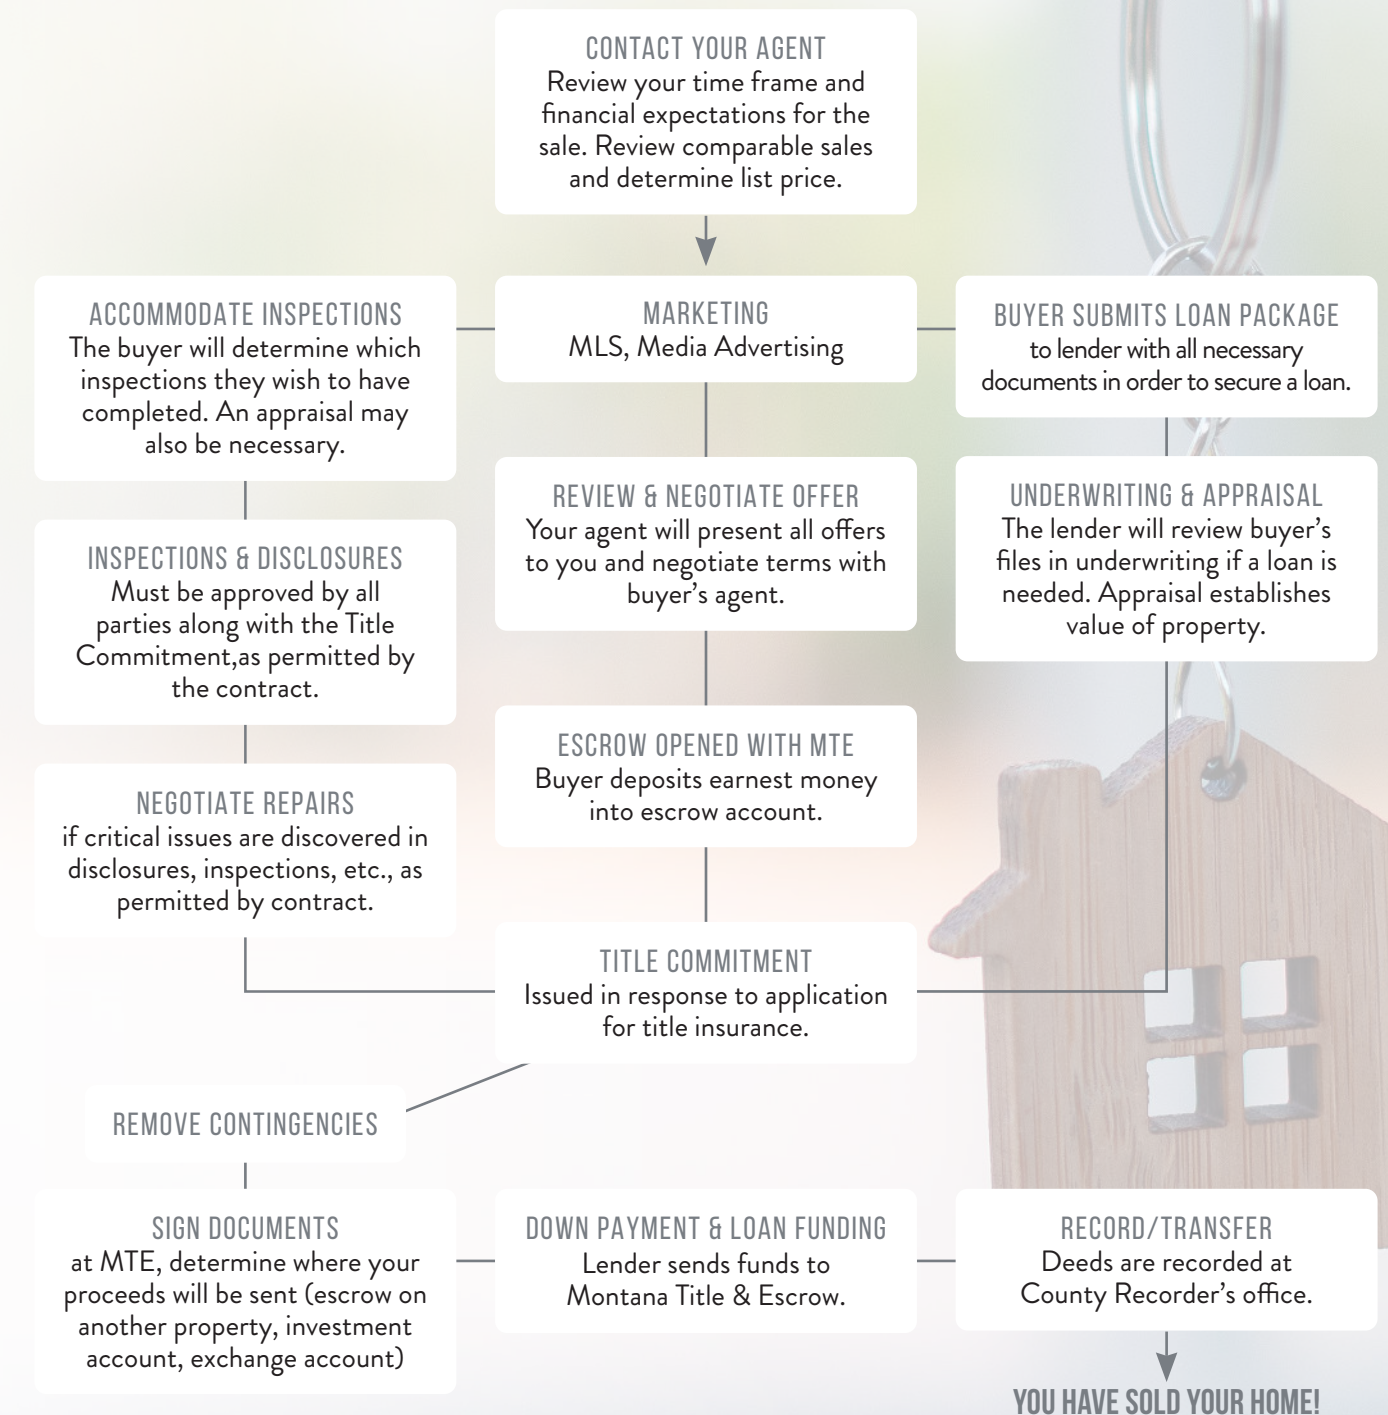 CONTACT YOUR AGENT
Review your time frame and
financial expectations for the
sale. Review comparable sales
and determine list price.
ACCOMMODATE INSPECTIONS
The buyer will determine which
inspections they wish to have
completed. An appraisal may
also be necessary.
MARKETING
MLS, Media Advertising
BUYER SUBMITS LOAN PACKAGE
to lender with all necessary
documents in order to secure a loan.
INSPECTIONS & DISCLOSURES
Must be approved by all
parties along with the Title
Commitment,as permitted by
the contract.
REVIEW & NEGOTIATE OFFER
Your agent will present all offers
to you and negotiate terms with
buyer's agent.
UNDERWRITING & APPRAISAL
The lender will review buyer's
files in underwriting if a loan is
needed. Appraisal establishes
value of property.
NEGOTIATE REPAIRS
if critical issues are discovered in
disclosures, inspections, etc., as
permitted by contract.
ESCROW OPENED WITH MTE
Buyer deposits earnest money
into escrow account.
TITLE COMMITMENT
Issued in response to application
for title insurance.
REMOVE CONTINGENCIES
SIGN DOCUMENTS
at MTE, determine where your
proceeds will be sent (escrow on
another property, investment
account, exchange account)
DOWN PAYMENT & LOAN FUNDING
Lender sends funds to
Montana Title & Escrow.
RECORD/TRANSFER
Deeds are recorded at
County Recorder's office.
YOU HAVE SOLD YOUR HOME!